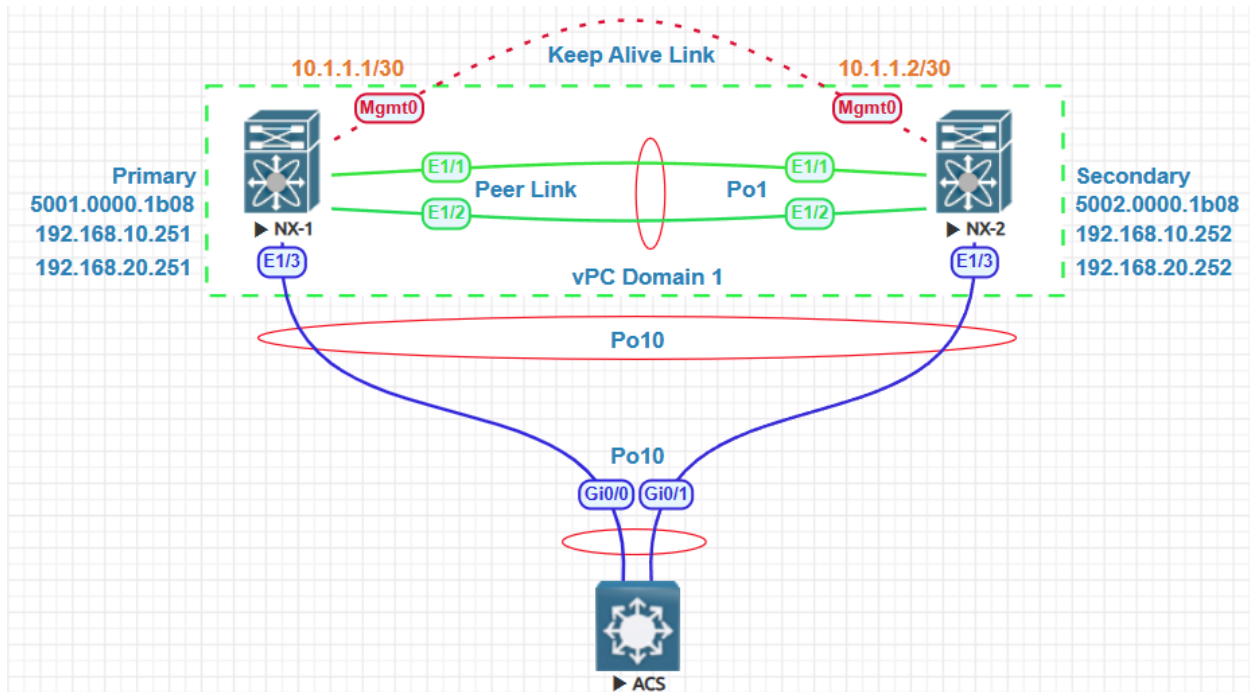 Keep Alive Link
10.1.1.1/30
10.1.1.2/30
Mgmt0
Mgmt0
E1/1
E1/1
Primary
Peer Link
Po1
Secondary
5001.0000.1b08
5002.0000.1b08
E1/2
E1/2
NX-1
NX-2
192.168.10.251
192.168.10.252
E1/3
E1/3
192.168.20.251
192.168.20.252
vPC Domain 1
Po10
Po10
Gi0/0
Gi0/1
ACS